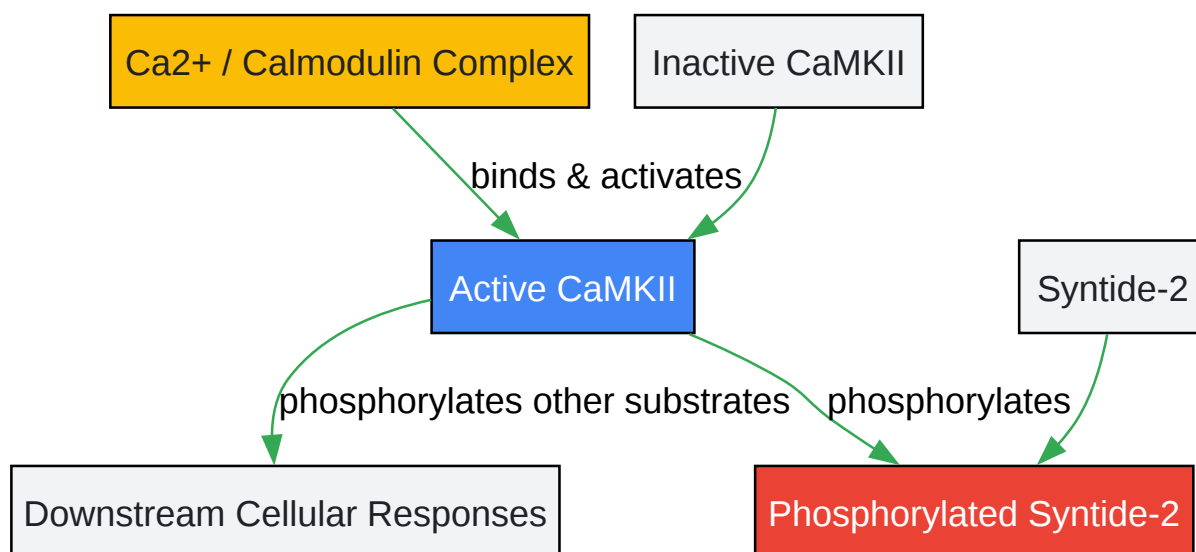 Ca2+ / Calmodulin Complex
Inactive CaMKII
binds & activates
Active CaMKII
Syntide-2
phosphorylates other substrates
phosphorylates
Downstream Cellular Responses
Phosphorylated Syntide-2